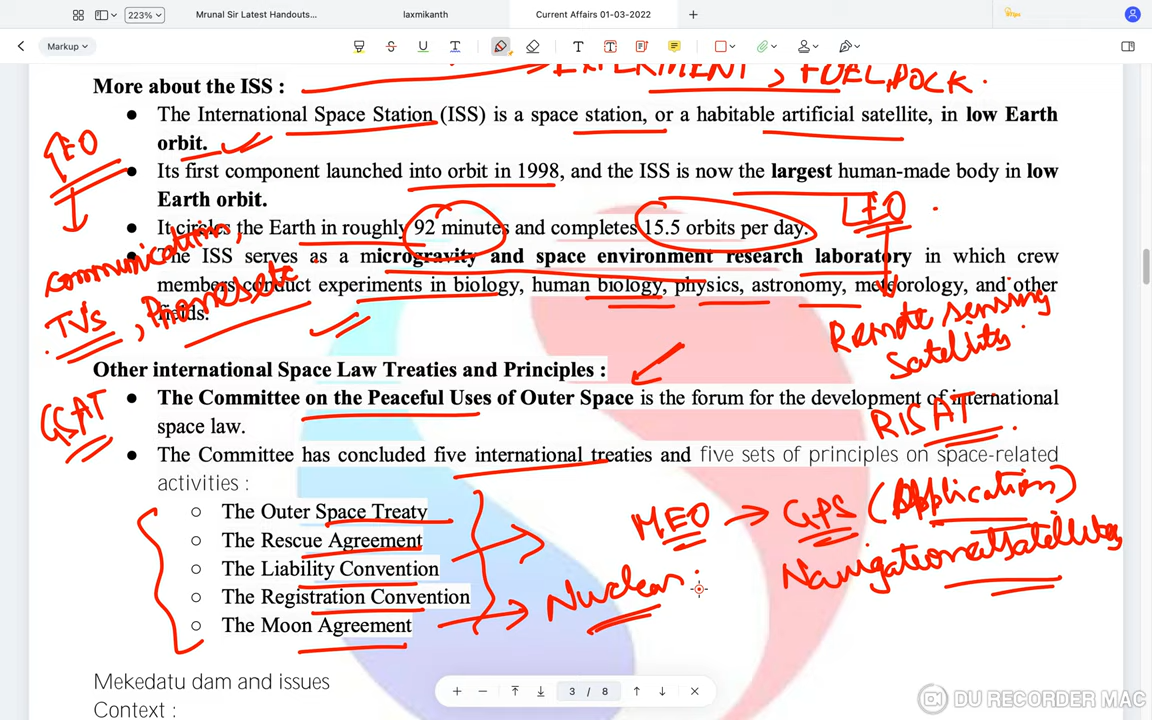 223%
Mrunal Sir Latest Handouts...
laxmikanth
Current Affairs 01-03-2022
Markup
EXPERIMENT, FUEL, DOCK.
More about the ISS :
The International Space Station (ISS) is a space station, or a habitable artificial satellite, in low Earth
orbit.
GEO
Its first component launched into orbit in 1998, and the ISS is now the largest human-made body in low
Earth orbit.
LEO
It circles the Earth in roughly 92 minutes and completes 15.5 orbits per day.
The ISS serves as a microgravity and space environment research laboratory in which crew
members conduct experiments in biology, human biology, physics, astronomy, meteorology, and other
fields.
communication,
TVs, Phones etc
Remote sensing
Satellites
Other international Space Law Treaties and Principles :
The Committee on the Peaceful Uses of Outer Space is the forum for the development of international
space law.
GSAT
RISAT
The Committee has concluded five international treaties and five sets of principles on space-related
activities :
The Outer Space Treaty
The Rescue Agreement
The Liability Convention
The Registration Convention
The Moon Agreement
MEO → GPS (Application)
Navigational Satellites
Nuclear
Mekedatu dam and issues
Context :
3 / 8
DU RECORDER MAC